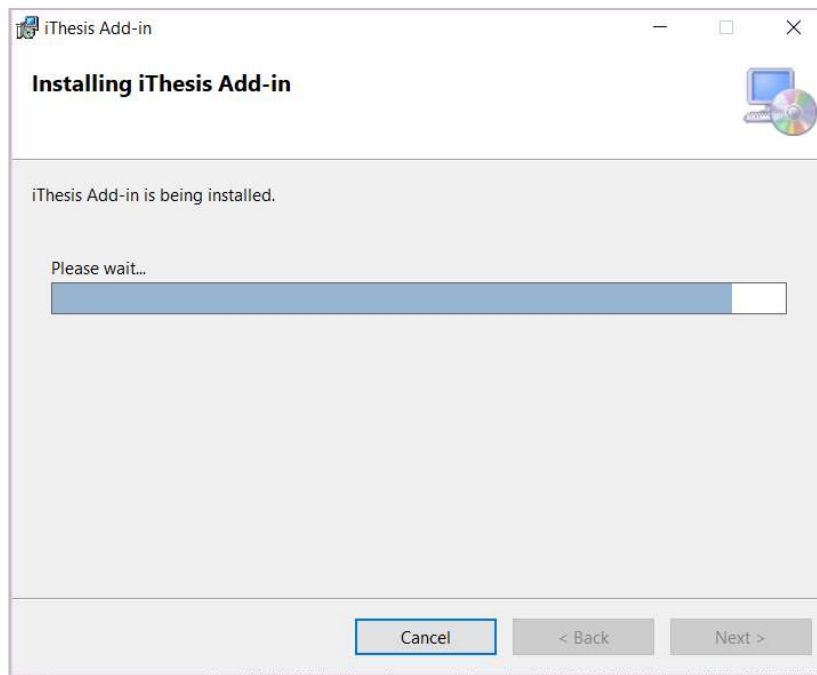 iThesis Add-in
Installing iThesis Add-in
iThesis Add-in is being installed.
Please wait...
Cancel
< Back
Next >